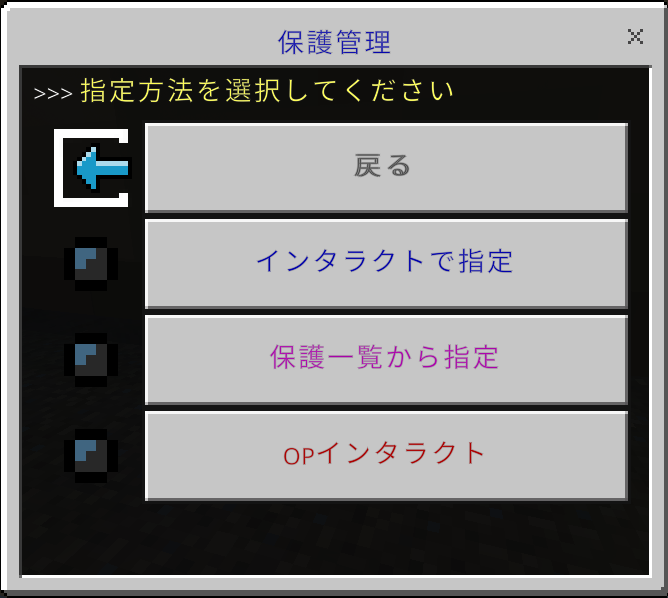 保護管理
>>> 指定方法を選択してください
戻る
インタラクトで指定
保護一覧から指定
OPインタラクト